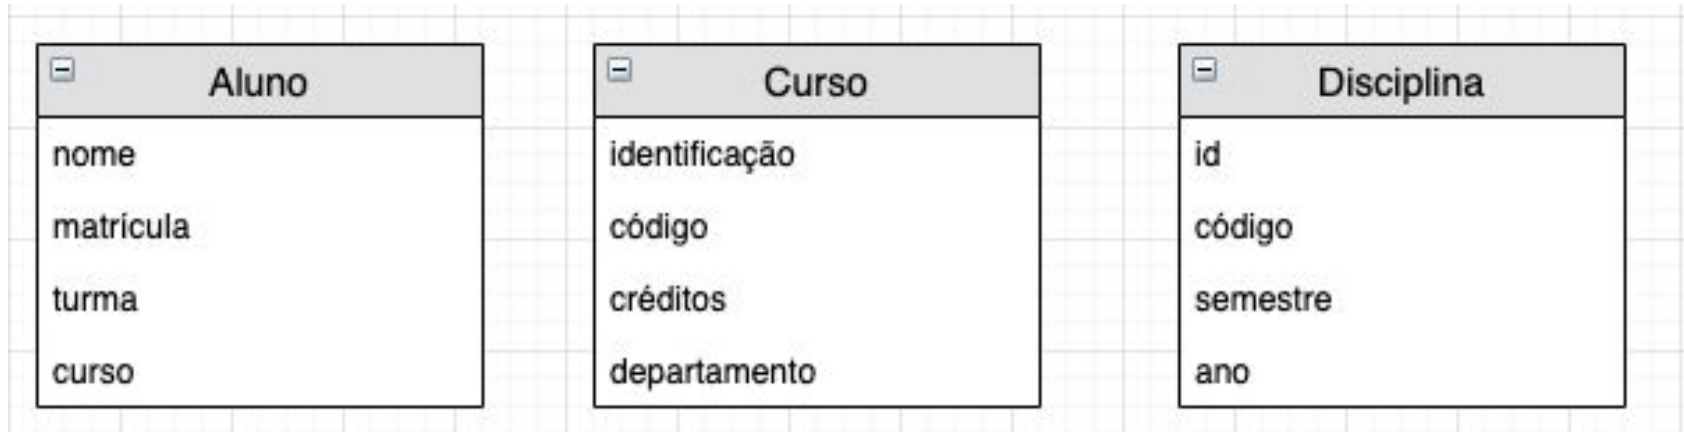 Aluno
nome
matrícula
turma
curso
Curso
identificação
código
créditos
departamento
Disciplina
id
código
semestre
ano